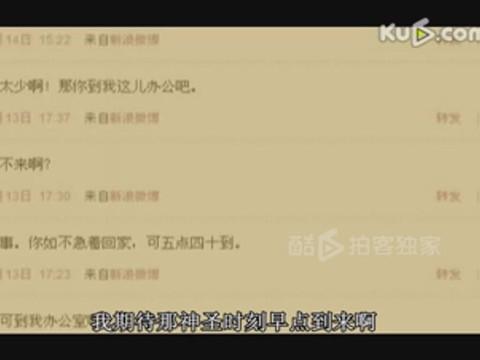 Ku6.com
月14日 15:22 来自新浪微博
太少啊！那你到我这儿办公吧。
月13日 17:37 来自新浪微博 转发
不来啊？
月13日 17:30 来自新浪微博 转发
事。你如不急着回家，可五点四十到。
酷6 拍客独家
月13日 17:23 来自新浪微博 转发
可到我办公室
我期待那神圣时刻早点到来啊